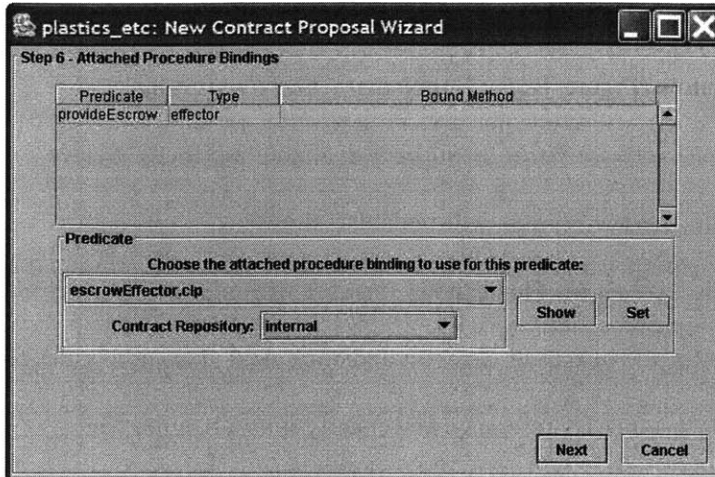 plastics_etc: New Contract Proposal Wizard
Step 6 - Attached Procedure Bindings
Predicate Type Bound Method
provideEscrow effector
Predicate
Choose the attached procedure binding to use for this predicate:
escrowEffector.clp
Show Set
Contract Repository: internal
Next Cancel